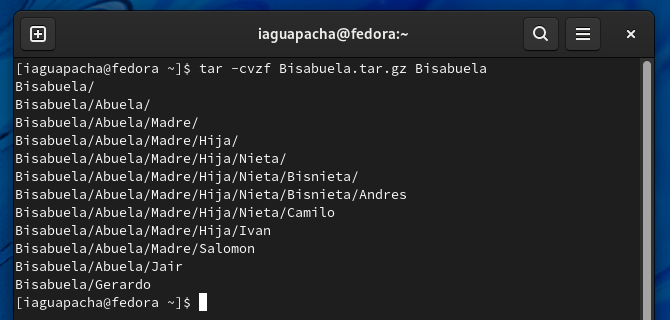 iaguapacha@fedora:~
[iaguapacha@fedora ~]$ tar -cvzf Bisabuela.tar.gz Bisabuela
Bisabuela/
Bisabuela/Abuela/
Bisabuela/Abuela/Madre/
Bisabuela/Abuela/Madre/Hija/
Bisabuela/Abuela/Madre/Hija/Nieta/
Bisabuela/Abuela/Madre/Hija/Nieta/Bisnieta/
Bisabuela/Abuela/Madre/Hija/Nieta/Bisnieta/Andres
Bisabuela/Abuela/Madre/Hija/Nieta/Camilo
Bisabuela/Abuela/Madre/Hija/Ivan
Bisabuela/Abuela/Madre/Salomon
Bisabuela/Abuela/Jair
Bisabuela/Gerardo
[iaguapacha@fedora ~]$